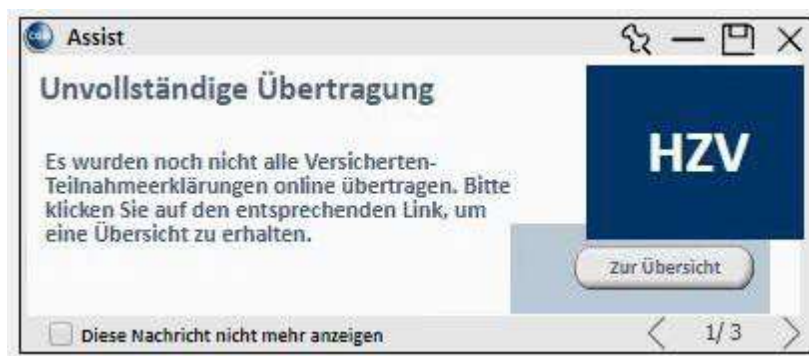 Assist
Unvollständige Übertragung
HZV
Es wurden noch nicht alle Versicherten-
Teilnahmeerklärungen online übertragen. Bitte
klicken Sie auf den entsprechenden Link, um
eine Übersicht zu erhalten.
Zur Übersicht
Diese Nachricht nicht mehr anzeigen
1/3